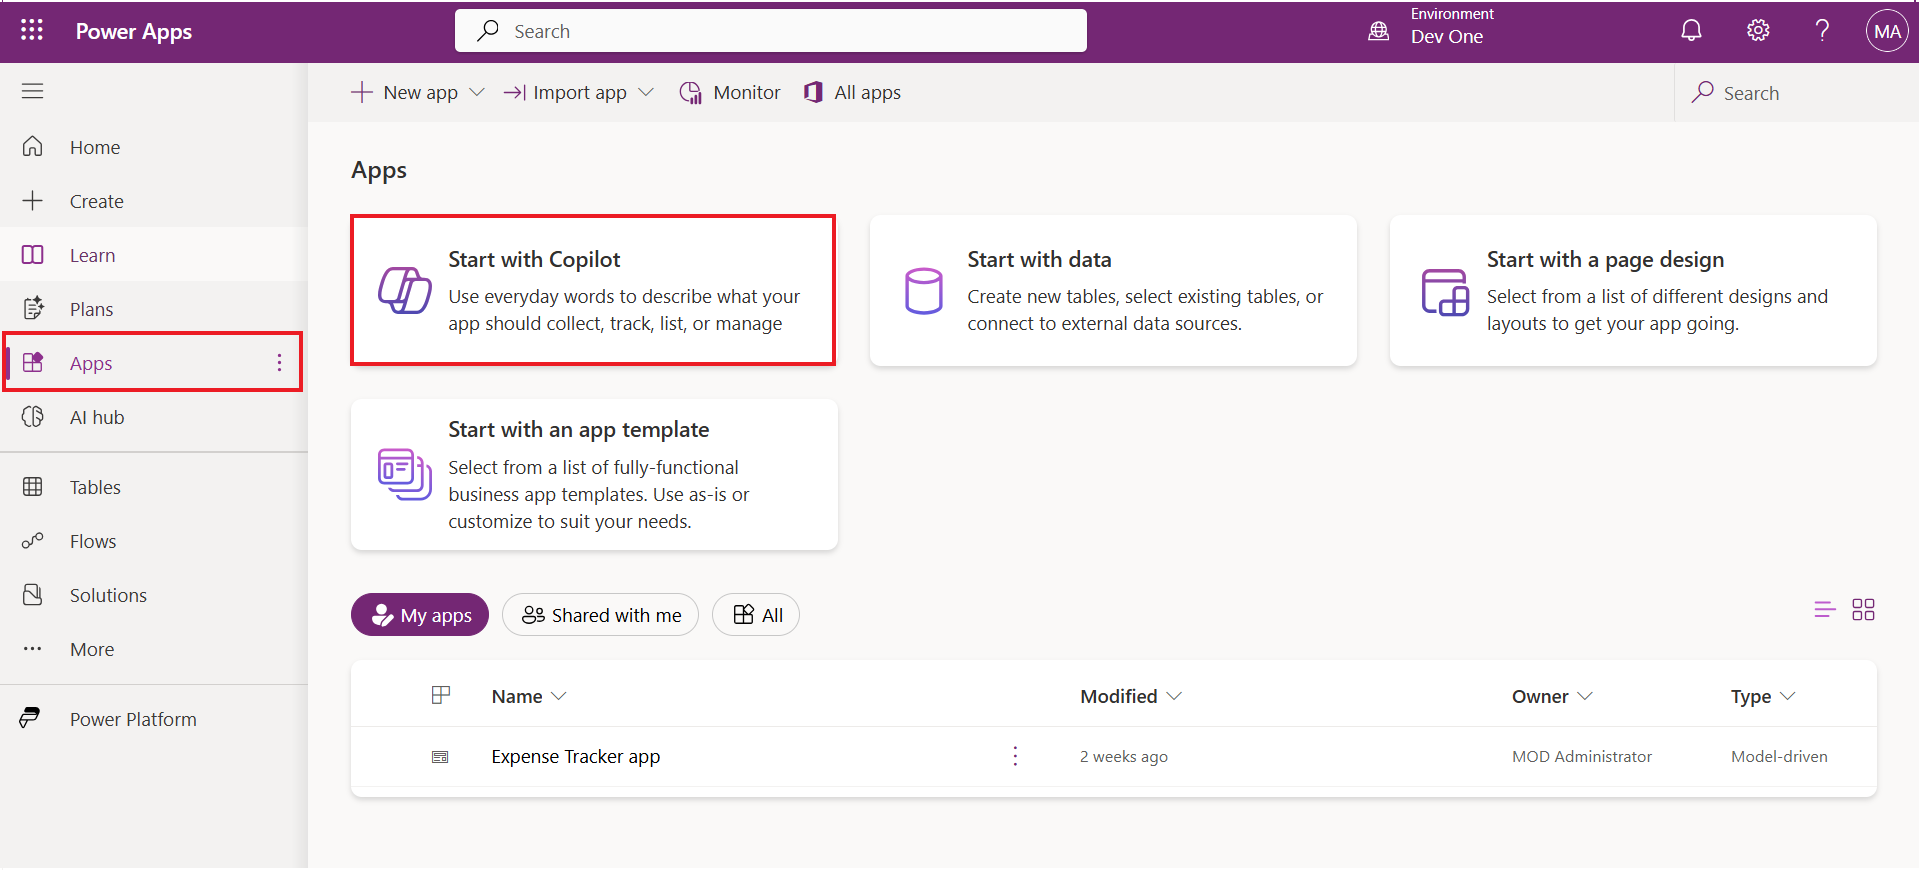 Power Apps
Search
Environment
Dev One
?
MA
New app
Import app
Monitor
All apps
Search
Home
Create
Learn
Plans
Apps
AI hub
Tables
Flows
Solutions
More
Power Platform
Apps
Start with Copilot
Use everyday words to describe what your
app should collect, track, list, or manage
Start with data
Create new tables, select existing tables, or
connect to external data sources.
Start with a page design
Select from a list of different designs and
layouts to get your app going.
Start with an app template
Select from a list of fully-functional
business app templates. Use as-is or
customize to suit your needs.
My apps
Shared with me
All
Name Modified Owner Type
Expense Tracker app 2 weeks ago MOD Administrator Model-driven